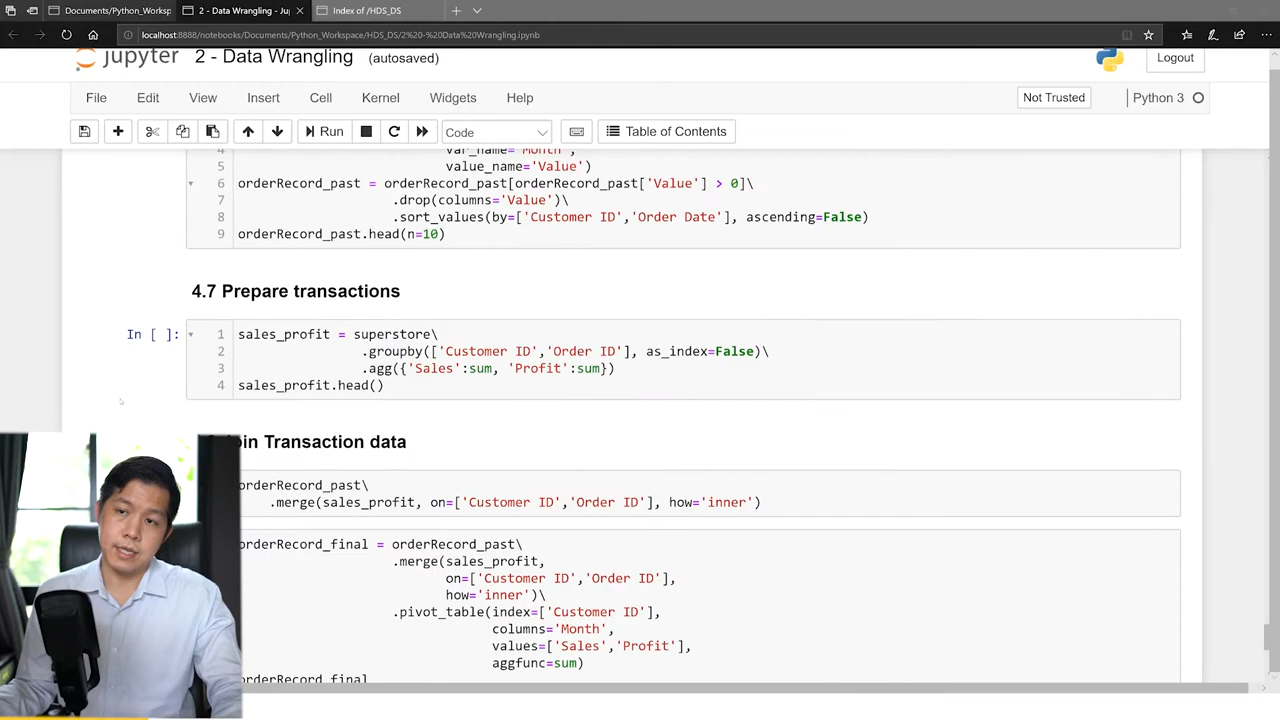 Documents/Python_Worksp
2 - Data Wrangling - Ju
Index of /HDS_DS
localhost:8888/notebooks/Documents/Python_Workspace/HDS_DS/2%20-%20Data%20Wrangling.ipynb
jupyter 2 - Data Wrangling (autosaved)
Logout
File Edit View Insert Cell Kernel Widgets Help
Not Trusted
Python 3
Run
Code
Table of Contents
4 var_name='Month',
5 value_name='Value')
6 orderRecord_past = orderRecord_past[orderRecord_past['Value'] > 0]\
7 .drop(columns='Value')\
8 .sort_values(by=['Customer ID','Order Date'], ascending=False)
9 orderRecord_past.head(n=10)
4.7 Prepare transactions
In [ ]:
1 sales_profit = superstore\
2 .groupby(['Customer ID','Order ID'], as_index=False)\
3 .agg({'Sales':sum, 'Profit':sum})
4 sales_profit.head()
Transaction data
orderRecord_past\
.merge(sales_profit, on=['Customer ID','Order ID'], how='inner')
orderRecord_final = orderRecord_past\
.merge(sales_profit,
on=['Customer ID','Order ID'],
how='inner')\
.pivot_table(index=['Customer ID'],
columns='Month',
values=['Sales','Profit'],
aggfunc=sum)
orderRecord_final